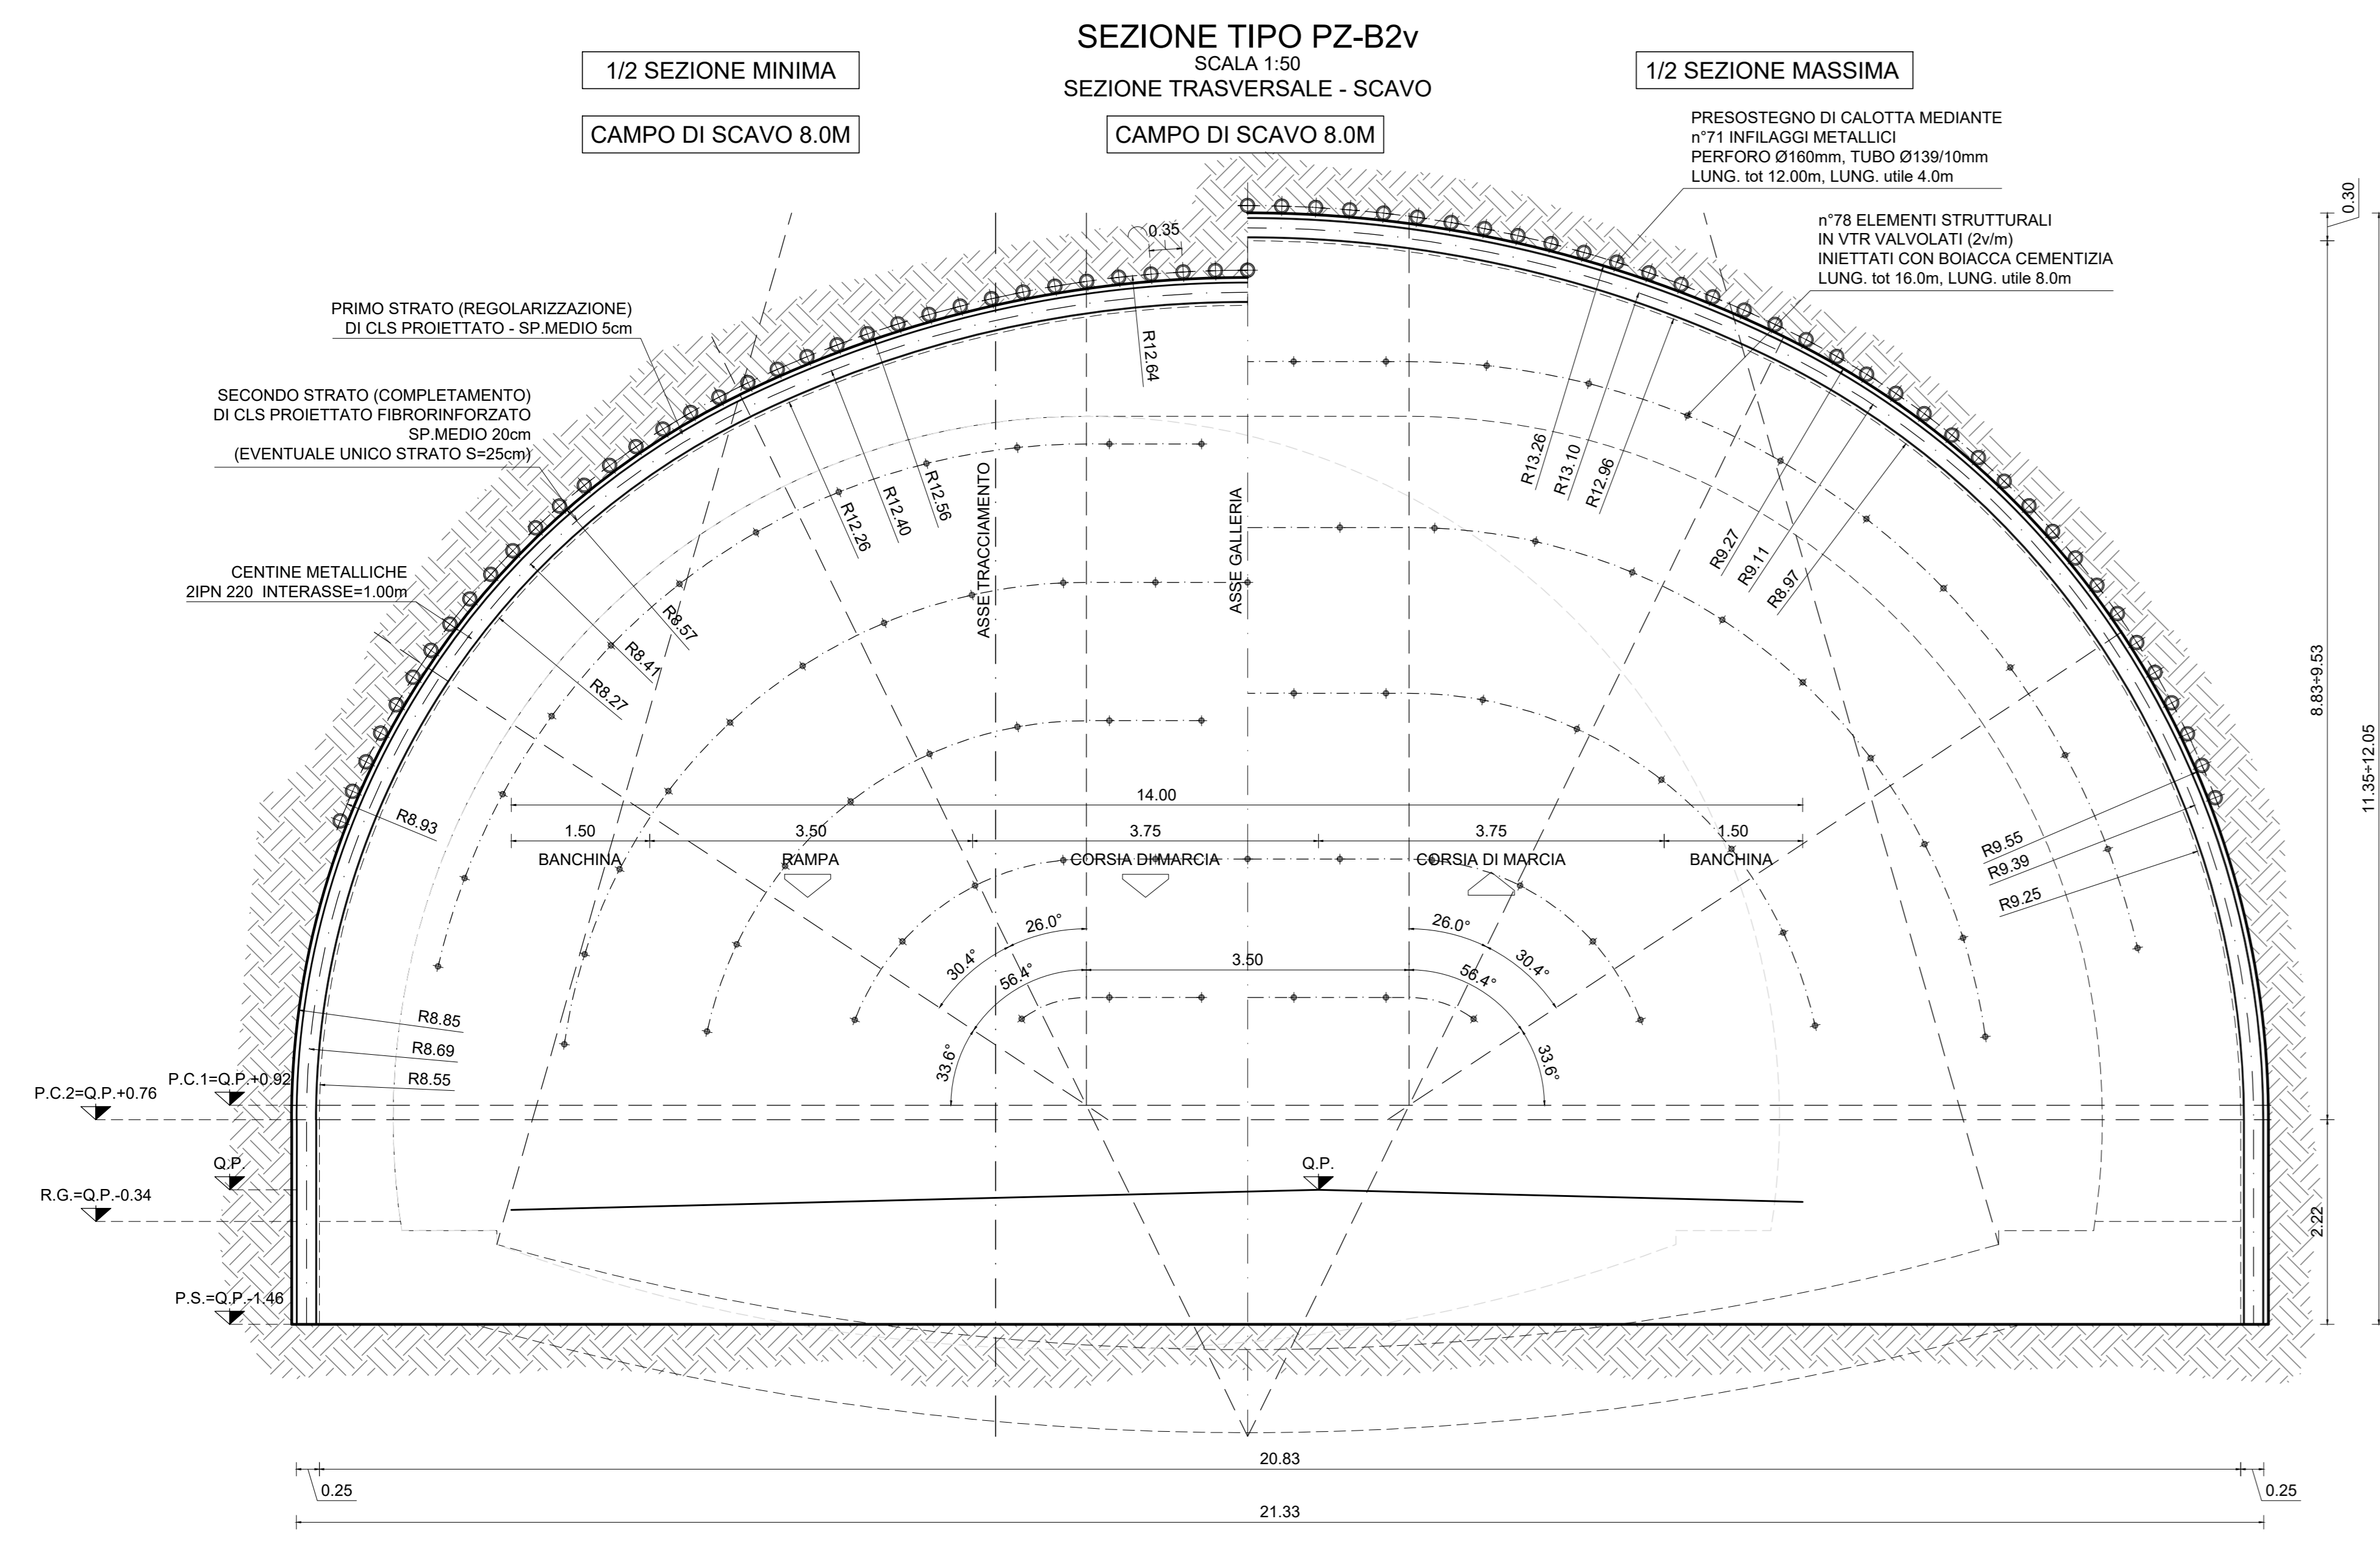 SEZIONE TIPO PZ-B2v
SCALA 1:50
SEZIONE TRASVERSALE - SCAVO
1/2 SEZIONE MINIMA
1/2 SEZIONE MASSIMA
CAMPO DI SCAVO 8.0M
CAMPO DI SCAVO 8.0M
PRESOSTEGNO DI CALOTTA MEDIANTE
n°71 INFILAGGI METALLICI
PERFORO Ø160mm, TUBO Ø139/10mm
LUNG. tot 12.00m, LUNG. utile 4.0m
n°78 ELEMENTI STRUTTURALI
IN VTR VALVOLATI (2v/m)
INIETTATI CON BOIACCA CEMENTIZIA
LUNG. tot 16.0m, LUNG. utile 8.0m
0.30
0.35
PRIMO STRATO (REGOLARIZZAZIONE)
DI CLS PROIETTATO - SP.MEDIO 5cm
SECONDO STRATO (COMPLETAMENTO)
DI CLS PROIETTATO FIBRORINFORZATO
SP.MEDIO 20cm
(EVENTUALE UNICO STRATO S=25cm)
CENTINE METALLICHE
2IPN 220 INTERASSE=1.00m
R12.64
R12.56
R12.40
R12.26
R8.57
R8.41
R8.27
R8.93
ASSE TRACCIAMENTO
ASSE GALLERIA
R13.26
R13.10
R12.96
R9.27
R9.11
R8.97
8.83÷9.53
11.35÷12.05
14.00
1.50
3.50
3.75
3.75
1.50
BANCHINA
RAMPA
CORSIA DI MARCIA
CORSIA DI MARCIA
BANCHINA
R9.55
R9.39
R9.25
26.0°
30.4°
56.4°
33.6°
3.50
26.0°
30.4°
56.4°
33.6°
R8.85
R8.69
R8.55
P.C.1=Q.P.+0.92
P.C.2=Q.P.+0.76
Q.P.
Q.P.
R.G.=Q.P.-0.34
P.S.=Q.P.-1.46
2.22
20.83
0.25
0.25
21.33